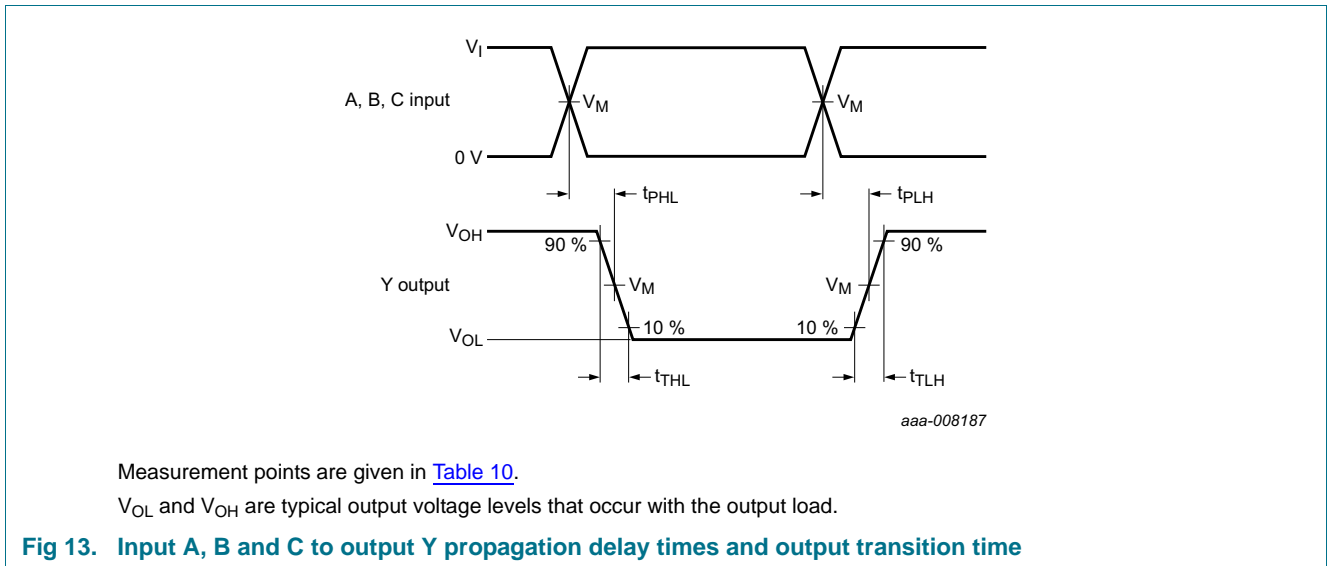 VI
A, B, C input
VM
VM
0 V
tPHL
tPLH
VOH
90 %
90 %
Y output
VM
VM
10 %
10 %
VOL
tTHL
tTLH
aaa-008187
Measurement points are given in Table 10.
VOL and VOH are typical output voltage levels that occur with the output load.
Fig 13. Input A, B and C to output Y propagation delay times and output transition time